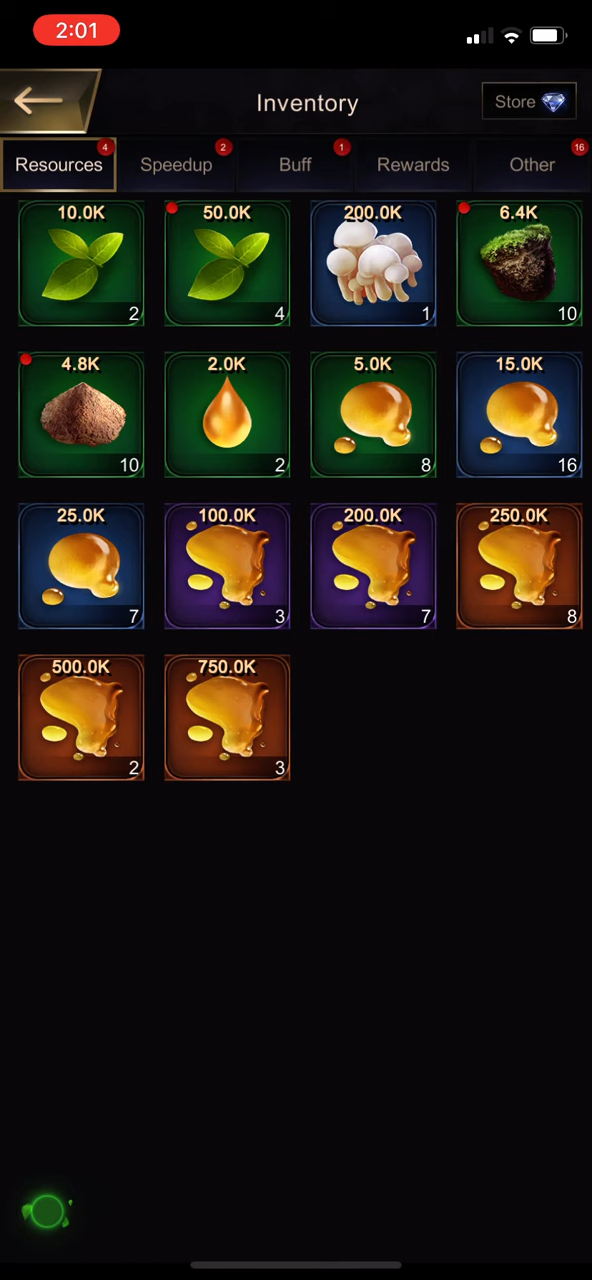 2:01
Inventory
Store
Resources 4
Speedup 2
Buff 1
Rewards
Other 16
10.0K 2
50.0K 4
200.0K 1
6.4K 10
4.8K 10
2.0K 2
5.0K 8
15.0K 16
25.0K 7
100.0K 3
200.0K 7
250.0K 8
500.0K 2
750.0K 3